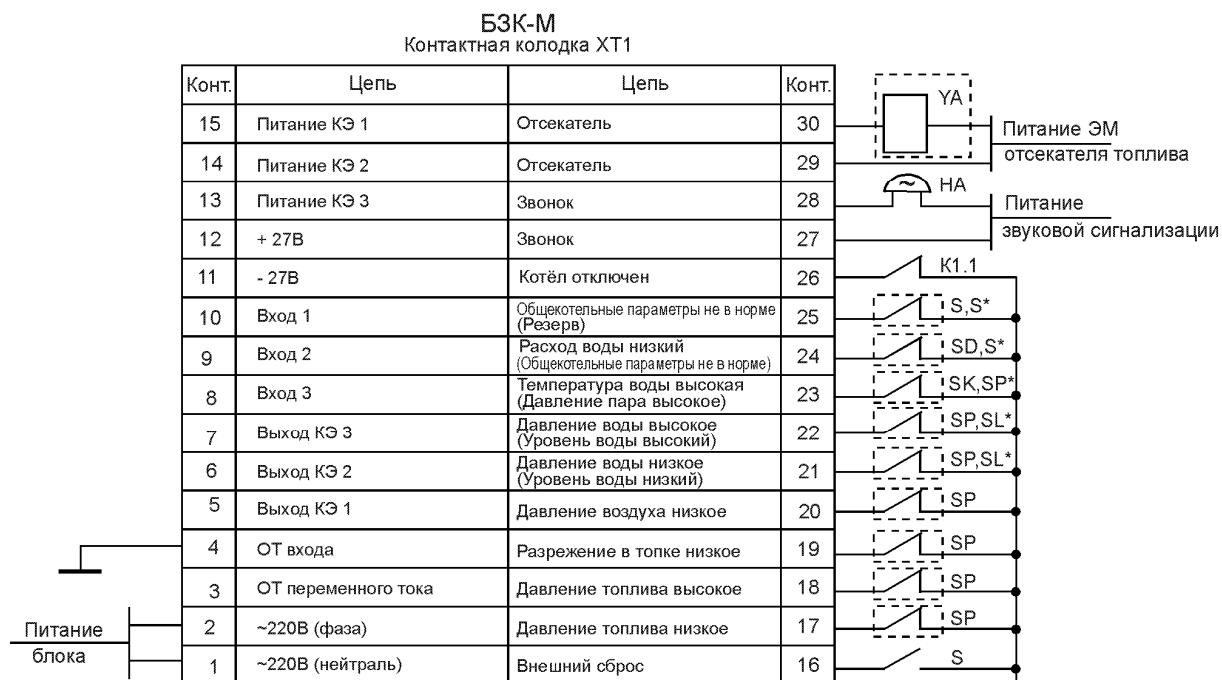 БЗК-М
Контактная колодка ХТ1
Конт. Цепь Цепь Конт.
15 Питание КЭ 1 Отсекатель 30
14 Питание КЭ 2 Отсекатель 29
13 Питание КЭ 3 Звонок 28
12 + 27В Звонок 27
11 - 27В Котёл отключен 26
10 Вход 1 Общекотельные параметры не в норме 25
(Резерв)
9 Вход 2 Расход воды низкий 24
(Общекотельные параметры не в норме)
8 Вход 3 Температура воды высокая 23
(Давление пара высокое)
7 Выход КЭ 3 Давление воды высокое 22
(Уровень воды высокий)
6 Выход КЭ 2 Давление воды низкое 21
(Уровень воды низкий)
5 Выход КЭ 1 Давление воздуха низкое 20
4 ОТ входа Разрежение в топке низкое 19
3 ОТ переменного тока Давление топлива высокое 18
2 ~220В (фаза) Давление топлива низкое 17
1 ~220В (нейтраль) Внешний сброс 16
YA
Питание ЭМ
отсекателя топлива
~
HA
Питание
звуковой сигнализации
К1.1
S,S*
SD,S*
SK,SP*
SP,SL*
SP,SL*
SP
SP
SP
SP
S
Питание
блока